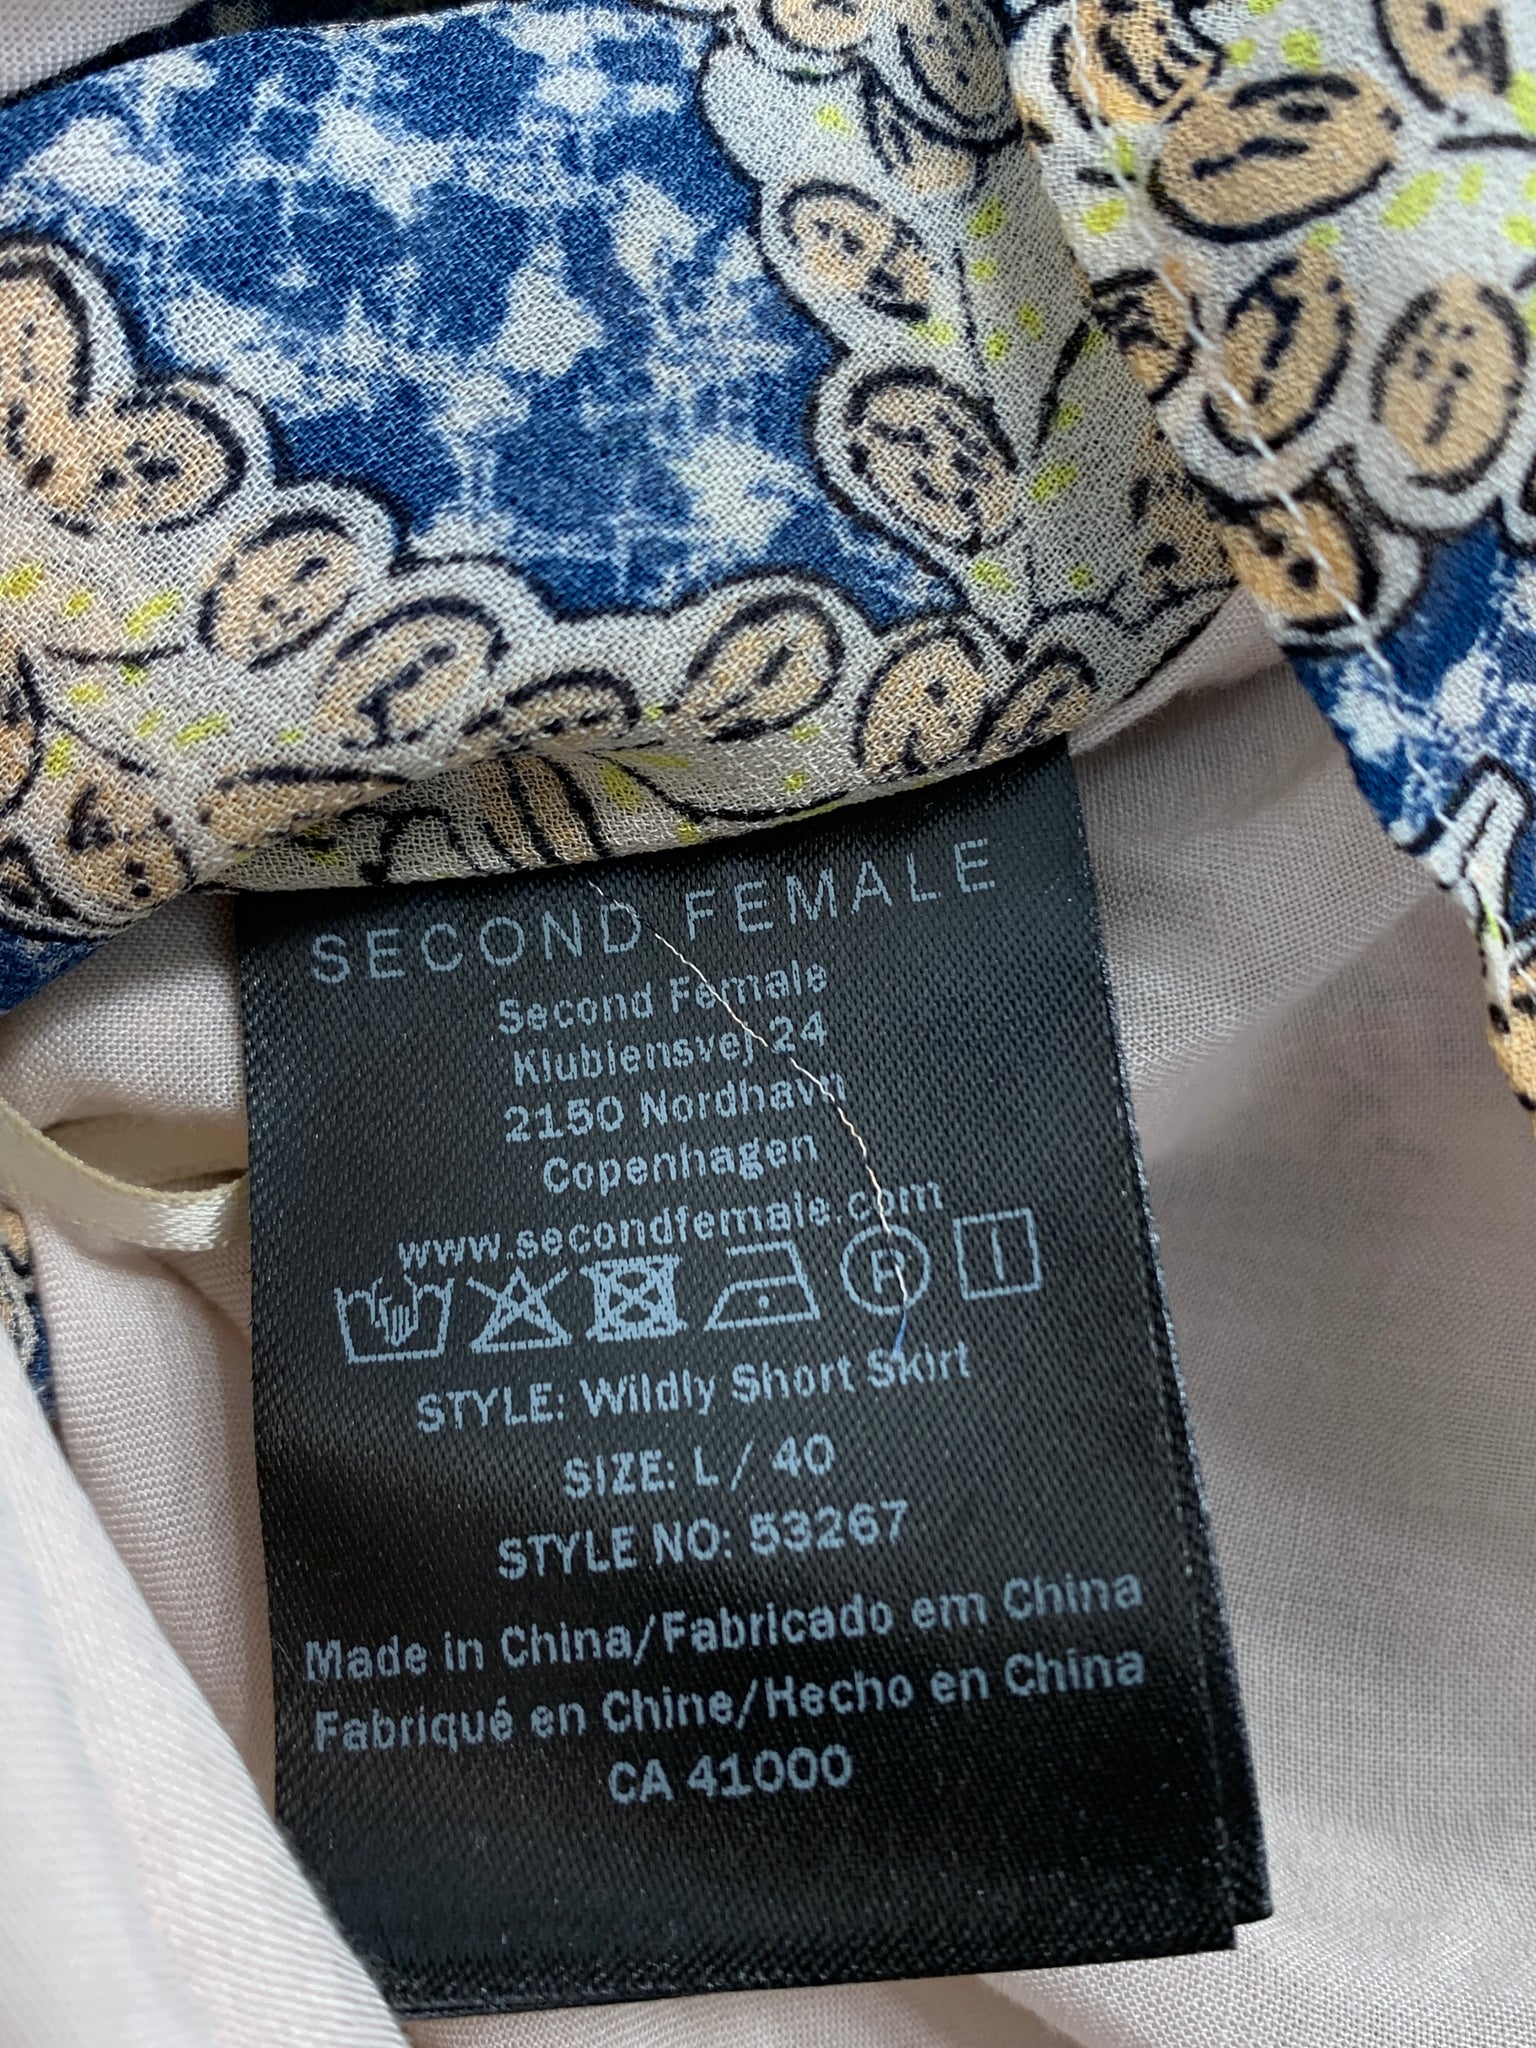 SECOND FEMALE
Second Female
Klubiensvej 24
2150 Nordhavn
Copenhagen
www.secondfemale.com
P
STYLE: Wildly Short Skirt
SIZE: L / 40
STYLE NO: 53267
Made in China/Fabricado em China
Fabriqué en Chine/Hecho en China
CA 41000